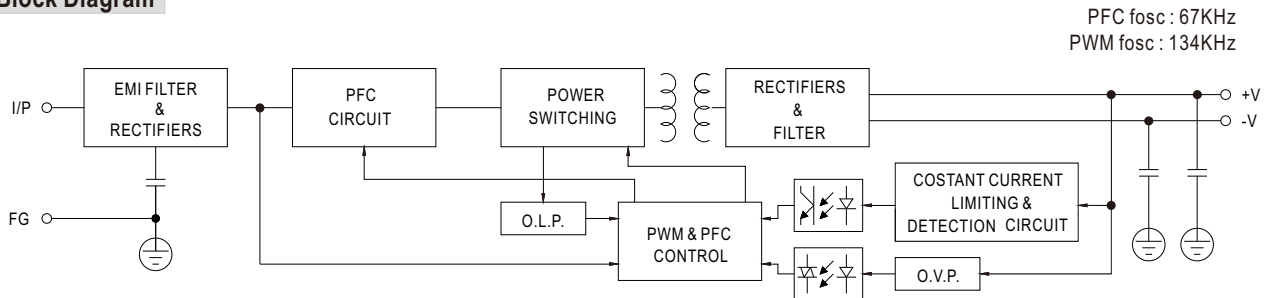 Block Diagram
PFC fosc : 67KHz
PWM fosc : 134KHz
I/P
EMI FILTER
&
RECTIFIERS
PFC
CIRCUIT
POWER
SWITCHING
RECTIFIERS
&
FILTER
+V
-V
FG
O.L.P.
PWM & PFC
CONTROL
COSTANT CURRENT
LIMITING &
DETECTION CIRCUIT
O.V.P.